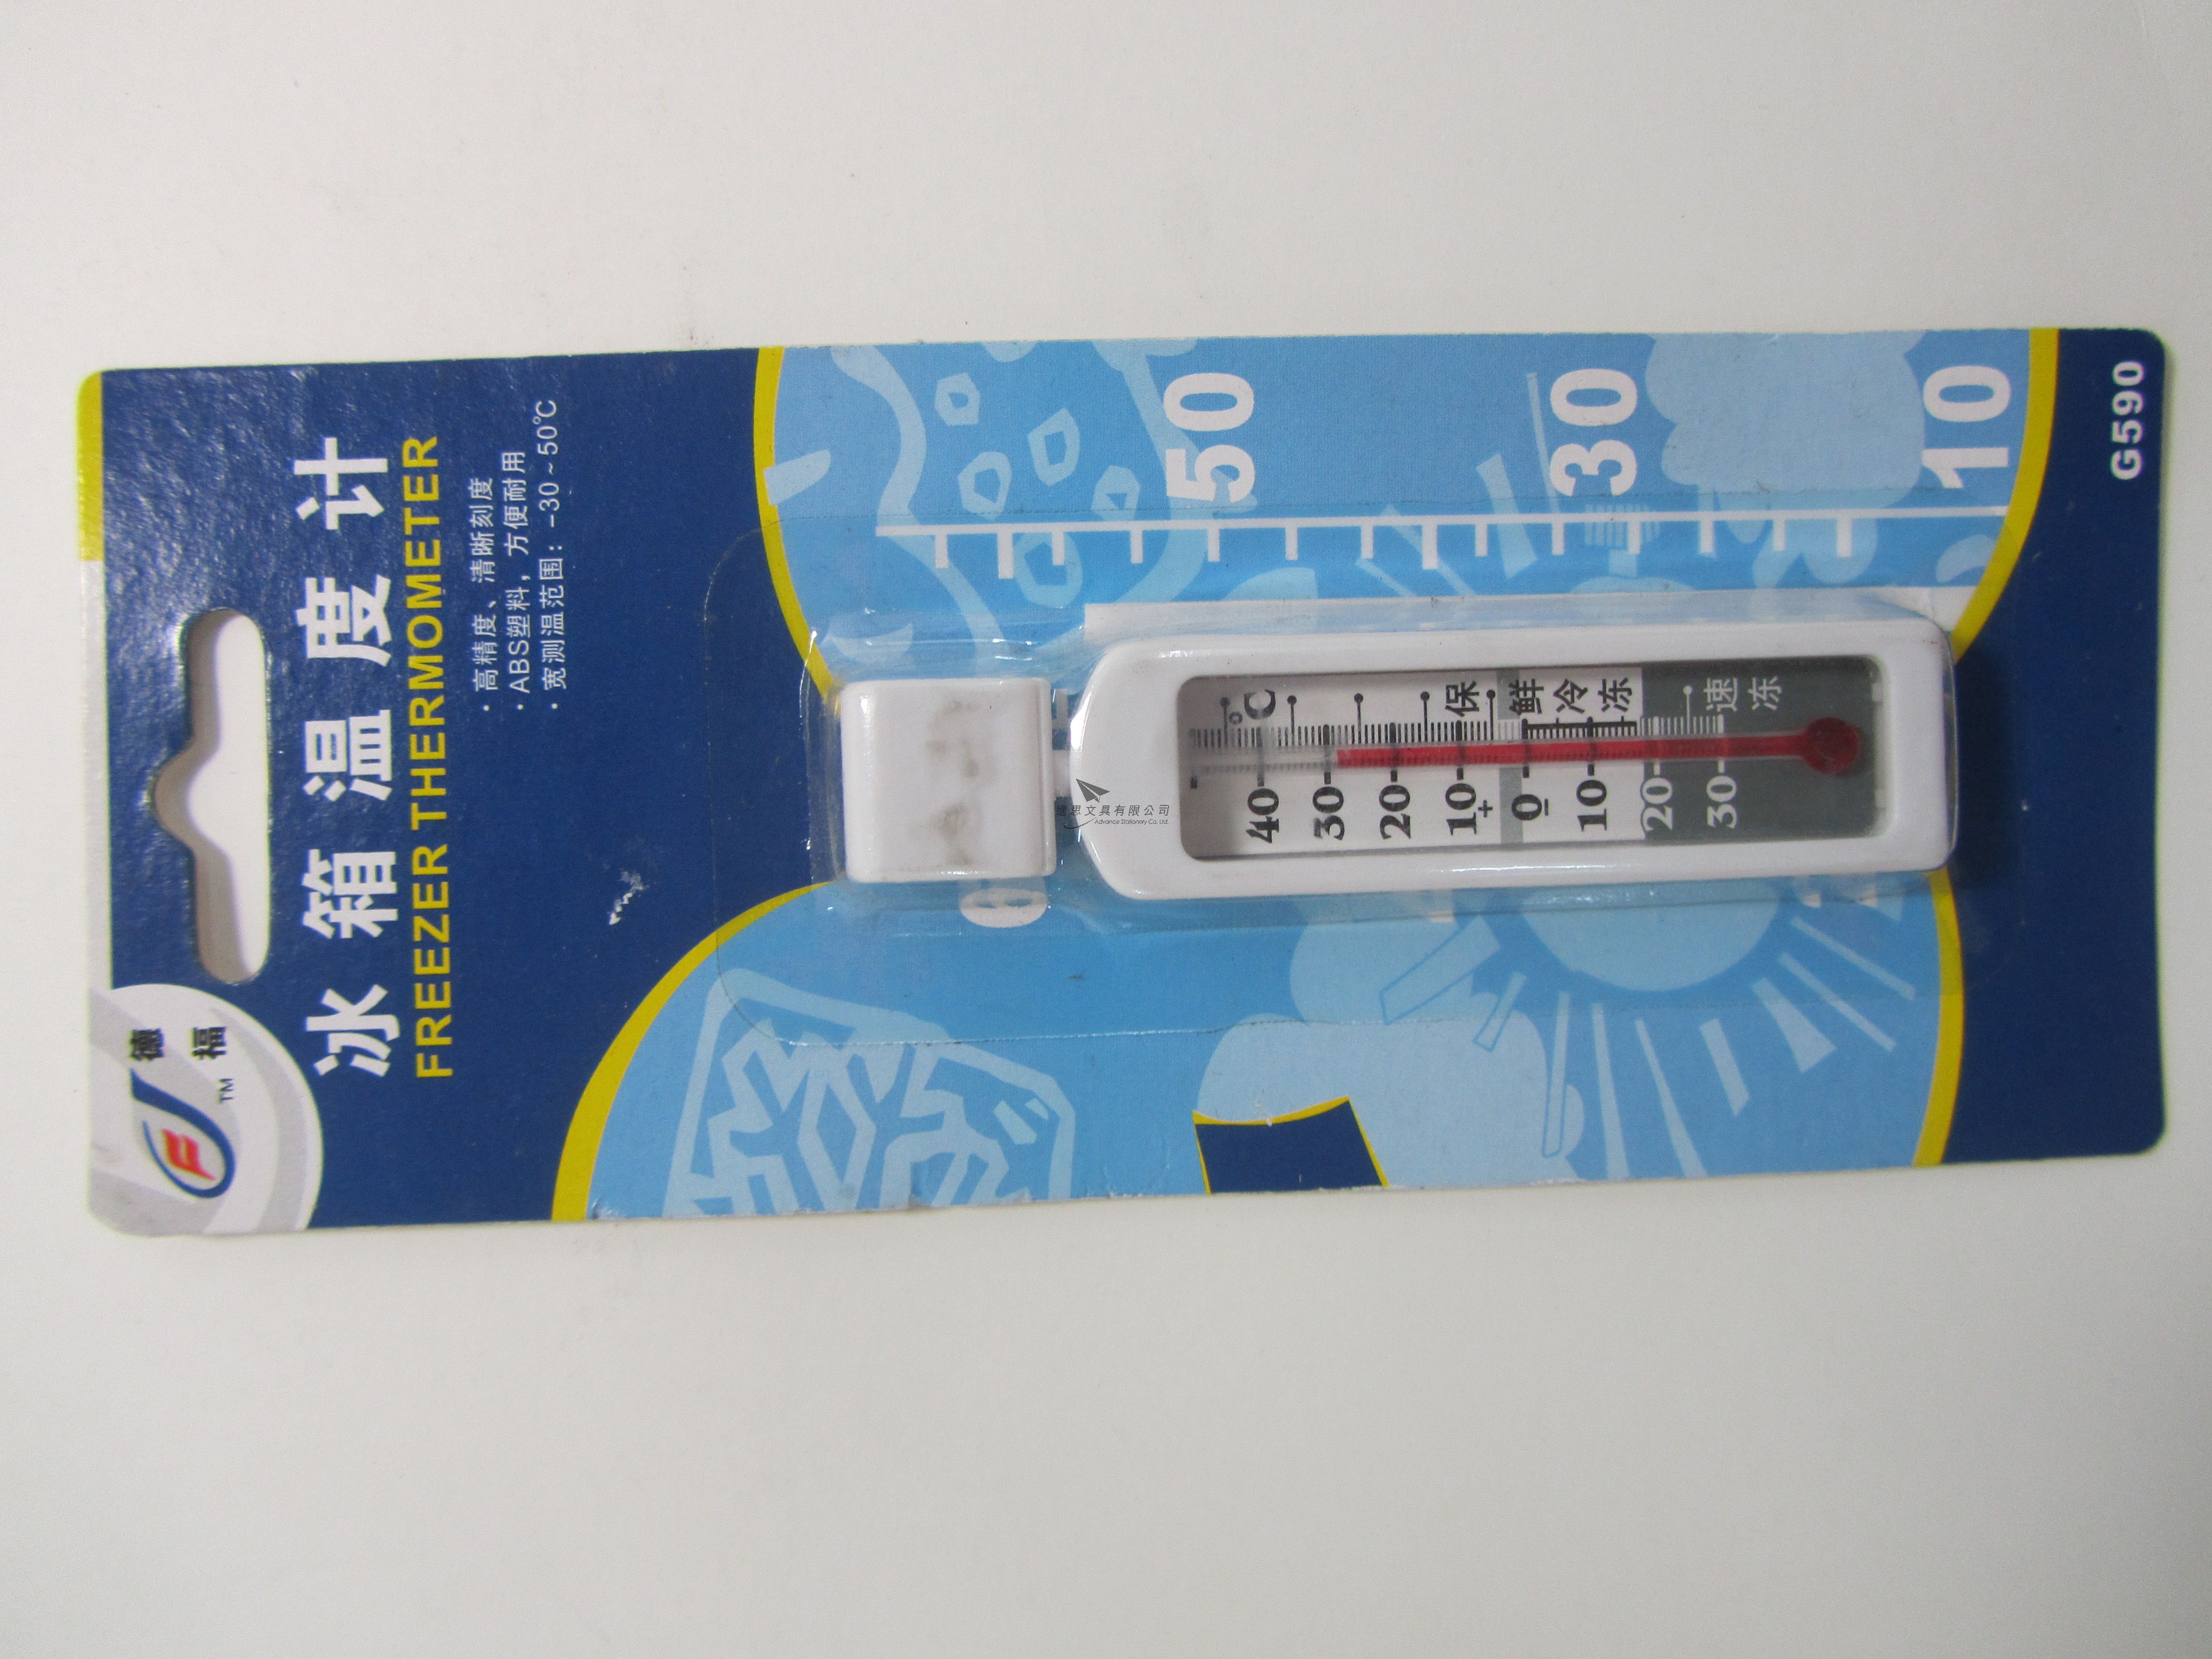 德
福
TM
冰箱温度计
FREEZER THERMOMETER
· 高精度、清晰刻度
· ABS塑料，方便耐用
· 宽测温范围：-30~50℃
50
30
10
°C
40
30
20
10
+
0
-
10
20
30
保
鲜
冷
冻
速
冻
思文具有限公司
Advance Stationery Co. Ltd.
G590